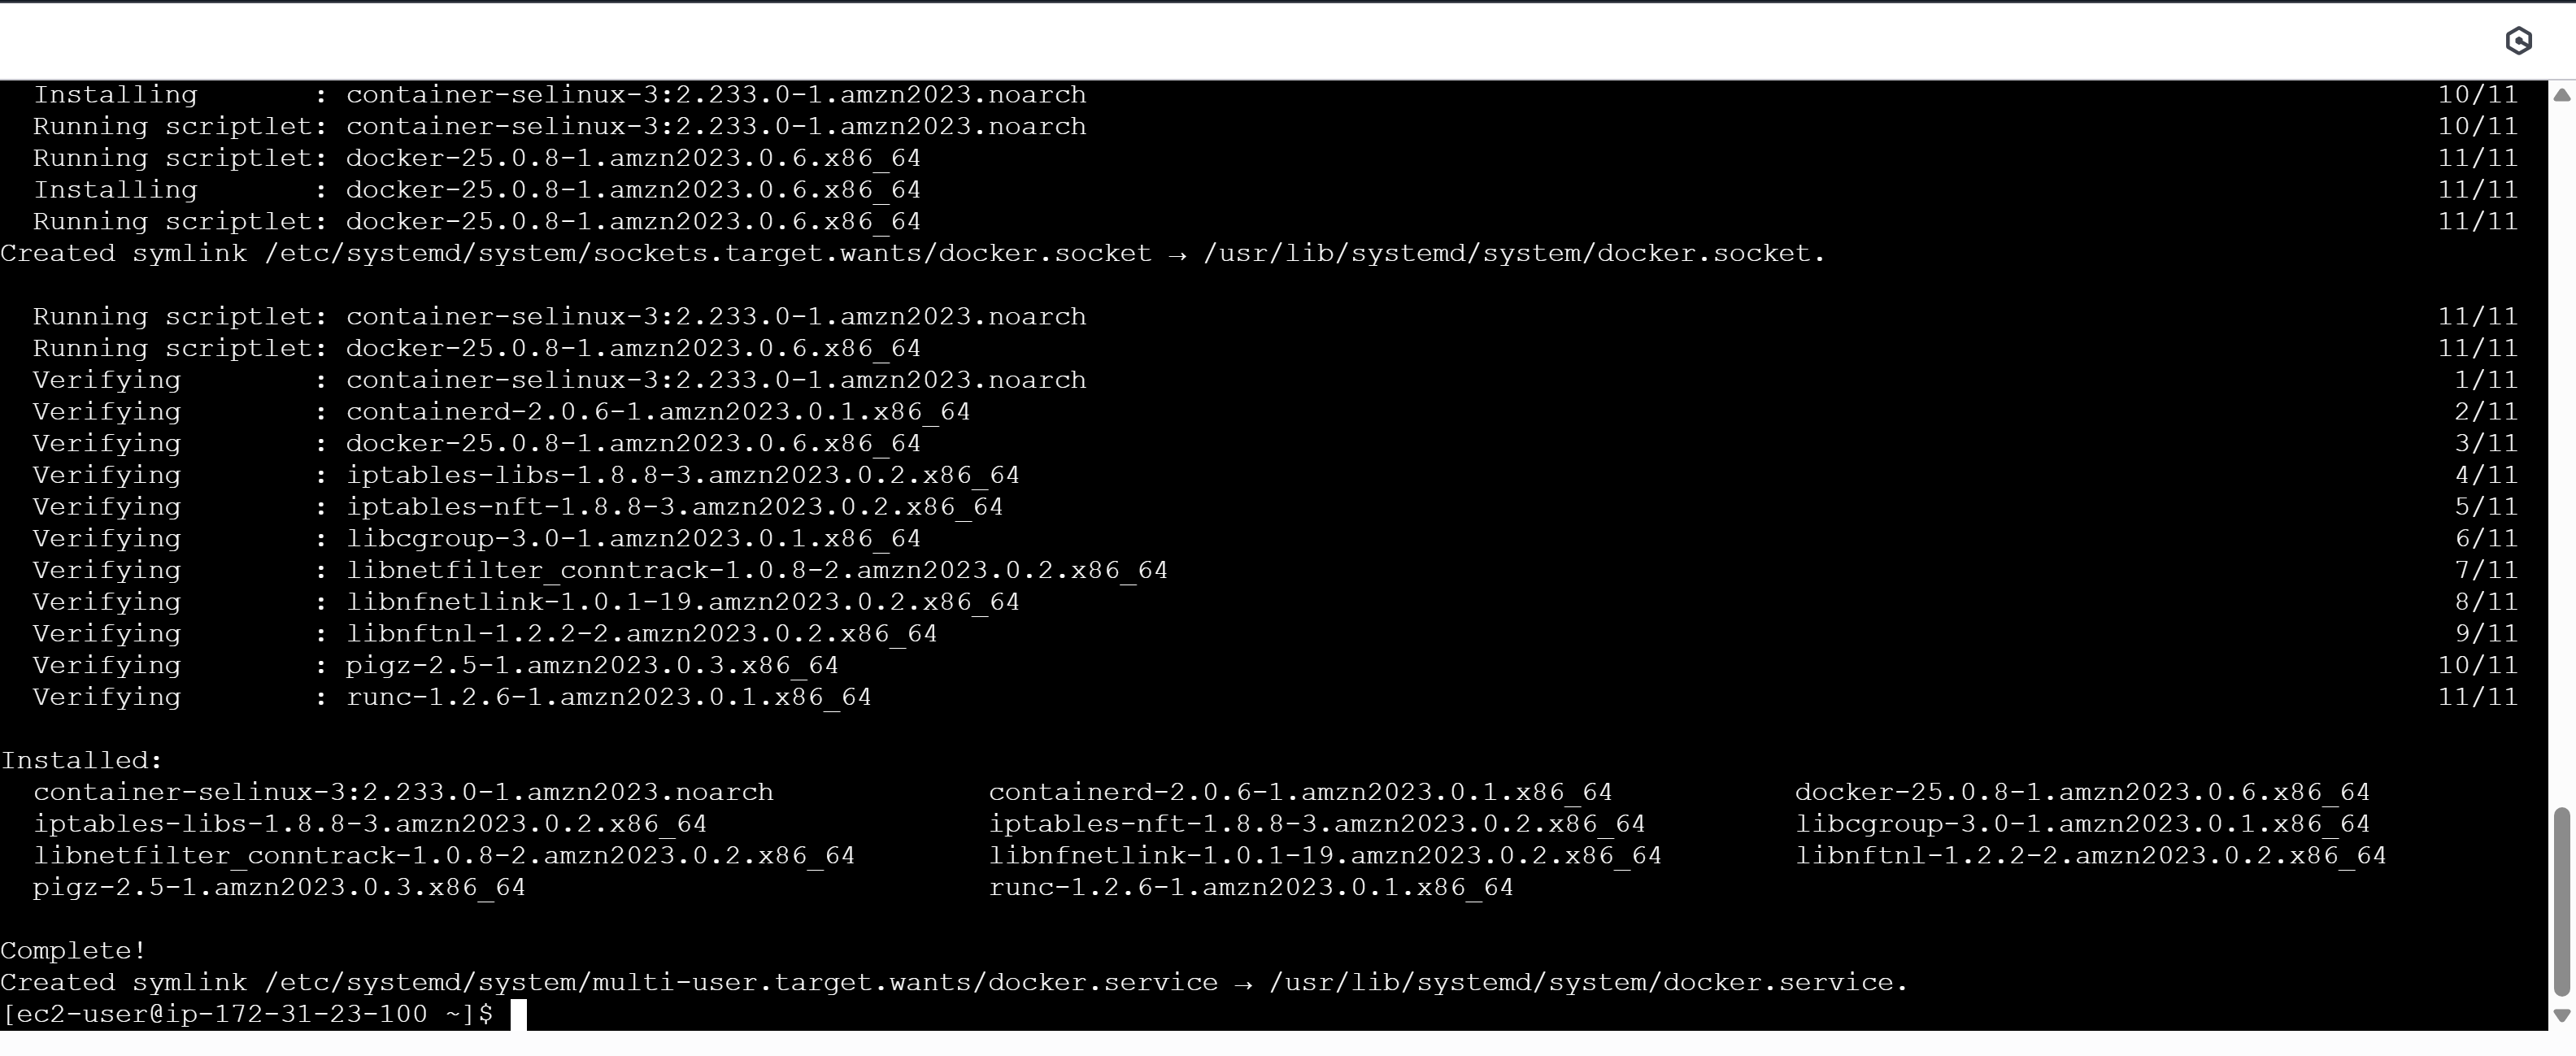 Installing : container-selinux-3:2.233.0-1.amzn2023.noarch 10/11
Running scriptlet: container-selinux-3:2.233.0-1.amzn2023.noarch 10/11
Running scriptlet: docker-25.0.8-1.amzn2023.0.6.x86_64 11/11
Installing : docker-25.0.8-1.amzn2023.0.6.x86_64 11/11
Running scriptlet: docker-25.0.8-1.amzn2023.0.6.x86_64 11/11
Created symlink /etc/systemd/system/sockets.target.wants/docker.socket → /usr/lib/systemd/system/docker.socket.
Running scriptlet: container-selinux-3:2.233.0-1.amzn2023.noarch 11/11
Running scriptlet: docker-25.0.8-1.amzn2023.0.6.x86_64 11/11
Verifying : container-selinux-3:2.233.0-1.amzn2023.noarch 1/11
Verifying : containerd-2.0.6-1.amzn2023.0.1.x86_64 2/11
Verifying : docker-25.0.8-1.amzn2023.0.6.x86_64 3/11
Verifying : iptables-libs-1.8.8-3.amzn2023.0.2.x86_64 4/11
Verifying : iptables-nft-1.8.8-3.amzn2023.0.2.x86_64 5/11
Verifying : libcgroup-3.0-1.amzn2023.0.1.x86_64 6/11
Verifying : libnetfilter_conntrack-1.0.8-2.amzn2023.0.2.x86_64 7/11
Verifying : libnfnetlink-1.0.1-19.amzn2023.0.2.x86_64 8/11
Verifying : libnftnl-1.2.2-2.amzn2023.0.2.x86_64 9/11
Verifying : pigz-2.5-1.amzn2023.0.3.x86_64 10/11
Verifying : runc-1.2.6-1.amzn2023.0.1.x86_64 11/11
Installed:
container-selinux-3:2.233.0-1.amzn2023.noarch containerd-2.0.6-1.amzn2023.0.1.x86_64 docker-25.0.8-1.amzn2023.0.6.x86_64
iptables-libs-1.8.8-3.amzn2023.0.2.x86_64 iptables-nft-1.8.8-3.amzn2023.0.2.x86_64 libcgroup-3.0-1.amzn2023.0.1.x86_64
libnetfilter_conntrack-1.0.8-2.amzn2023.0.2.x86_64 libnfnetlink-1.0.1-19.amzn2023.0.2.x86_64 libnftnl-1.2.2-2.amzn2023.0.2.x86_64
pigz-2.5-1.amzn2023.0.3.x86_64 runc-1.2.6-1.amzn2023.0.1.x86_64
Complete!
Created symlink /etc/systemd/system/multi-user.target.wants/docker.service → /usr/lib/systemd/system/docker.service.
[ec2-user@ip-172-31-23-100 ~]$